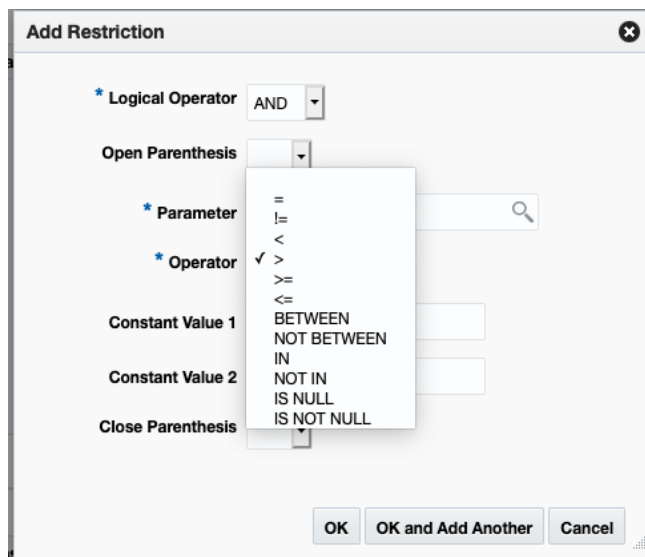 Add Restriction
* Logical Operator AND
Open Parenthesis
* Parameter
* Operator
=
!=
<
✓ >
>=
<=
BETWEEN
NOT BETWEEN
IN
NOT IN
IS NULL
IS NOT NULL
Constant Value 1
Constant Value 2
Close Parenthesis
OK OK and Add Another Cancel